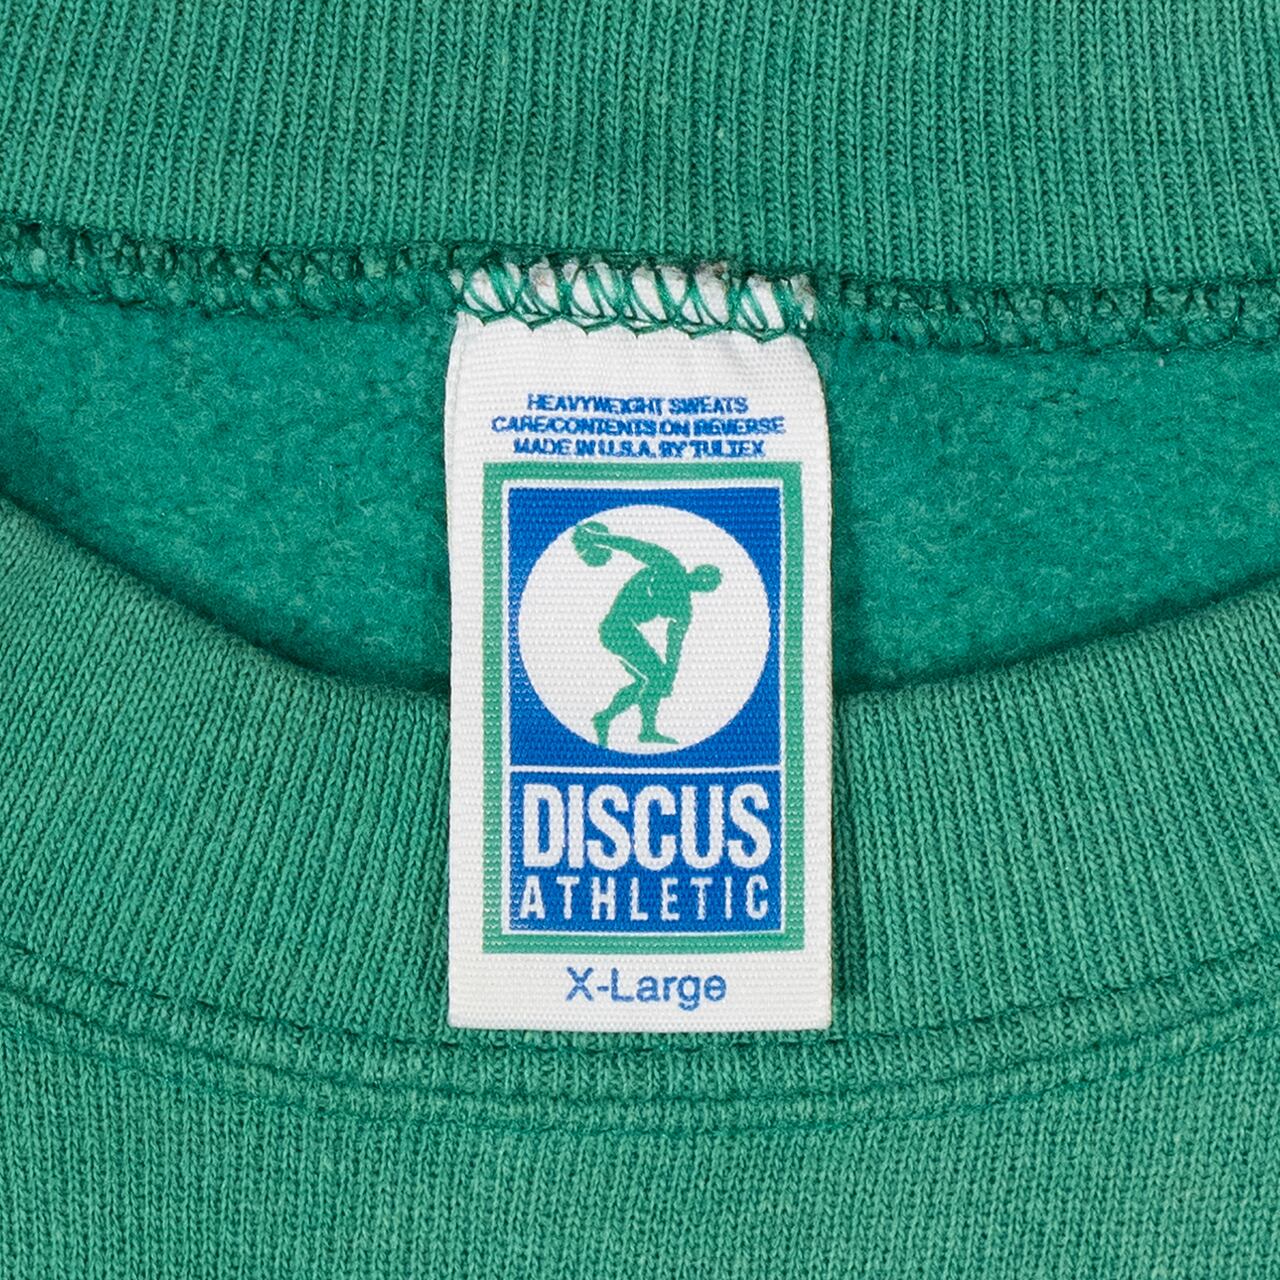 HEAVYWEIGHT SWEATS
CARE/CONTENTS ON REVERSE
MADE IN U.S.A. BY TULTEX
DISCUS
ATHLETIC
X-Large